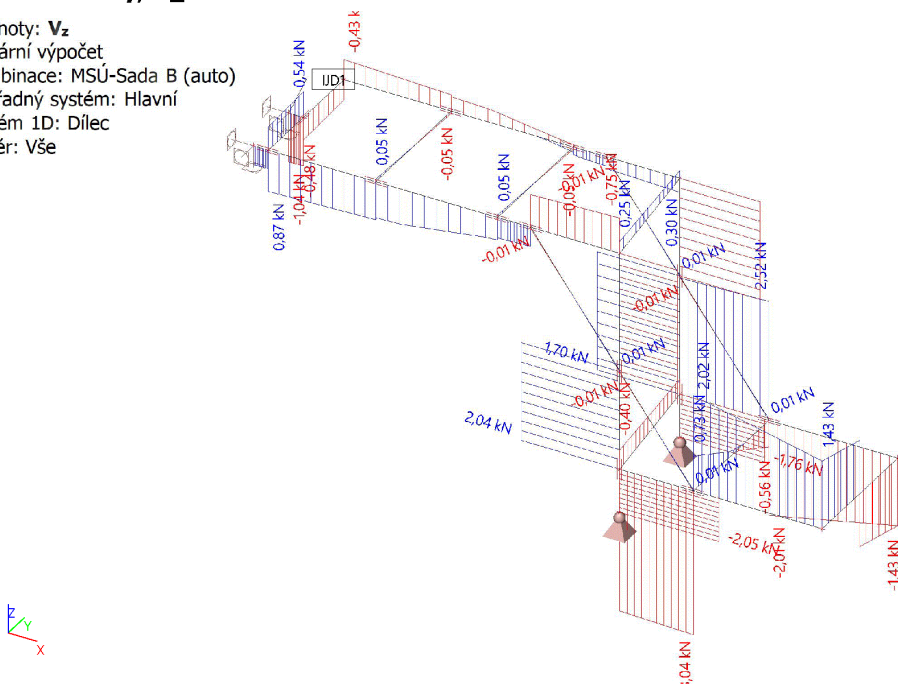 noty: Vz
ární výpočet
binace: MSÚ-Sada B (auto)
řadný systém: Hlavní
ém 1D: Dílec
ěr: Vše
-0,43 k
0,54 kN
IJD1
0,05 kN
-0,05 kN
0,05 kN
-0,01 kN
-0,05 kN
-0,75 kN
-0,48 kN
-1,04 kN
0,87 kN
0,25 kN
0,30 kN
-0,01 kN
0,01 kN
2,52 kN
-0,01 kN
1,70 kN
0,01 kN
2,02 kN
-0,01 kN
-0,40 kN
2,04 kN
0,73 kN
0,01 kN
1,43 kN
-1,76 kN
0,01 kN
-0,56 kN
-2,05 kN
-2,01 kN
-1,43 kN
,04 kN
Z
Y
X